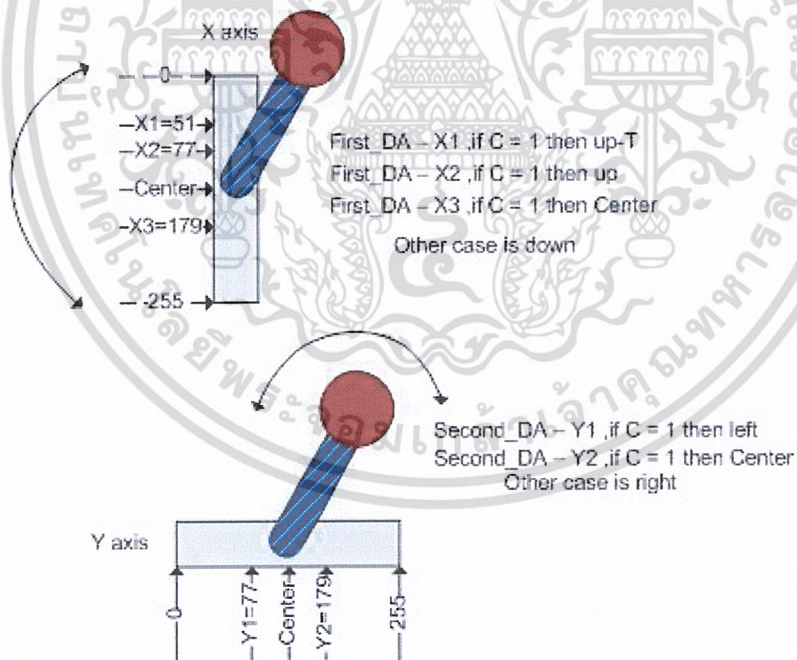 X axis
0
X1=51
X2=77
Center
X3=179
255
First_DA – X1 ,if C = 1 then up-T
First_DA – X2 ,if C = 1 then up
First_DA – X3 ,if C = 1 then Center
Other case is down
Second_DA – Y1 ,if C = 1 then left
Second_DA – Y2 ,if C = 1 then Center
Other case is right
Y axis
0
Y1=77
Center
Y2=179
255